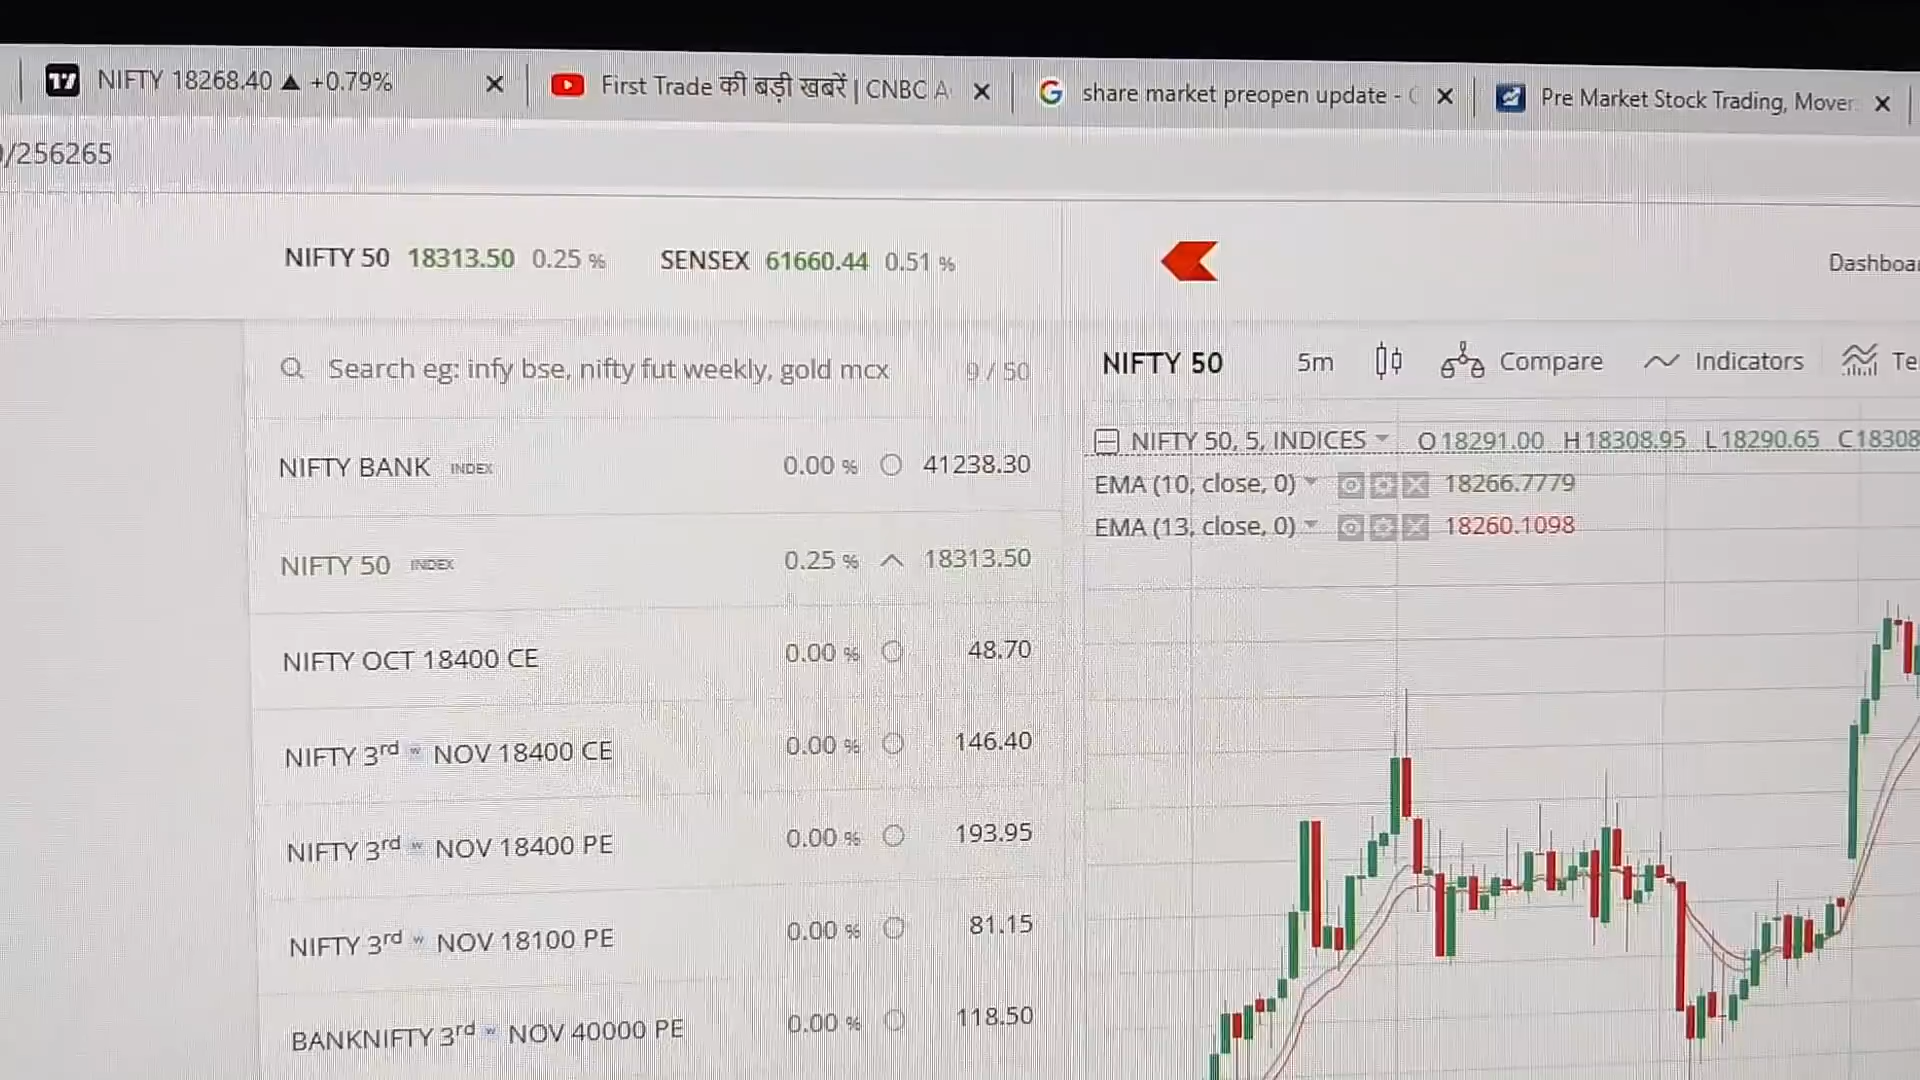 NIFTY 18268.40 ▲ +0.79%
First Trade की बड़ी खबरें | CNBC A
share market preopen update -
Pre Market Stock Trading, Mover
/256265
NIFTY 50 18313.50 0.25 %
SENSEX 61660.44 0.51 %
Dashboa
Search eg: infy bse, nifty fut weekly, gold mcx 9 / 50
NIFTY BANK INDEX 0.00 % 41238.30
NIFTY 50 INDEX 0.25 % 18313.50
NIFTY OCT 18400 CE 0.00 % 48.70
NIFTY 3rd w NOV 18400 CE 0.00 % 146.40
NIFTY 3rd w NOV 18400 PE 0.00 % 193.95
NIFTY 3rd w NOV 18100 PE 0.00 % 81.15
BANKNIFTY 3rd w NOV 40000 PE 0.00 % 118.50
NIFTY 50 5m Compare Indicators Te
NIFTY 50, 5, INDICES O18291.00 H18308.95 L18290.65 C18308
EMA (10, close, 0) 18266.7779
EMA (13, close, 0) 18260.1098